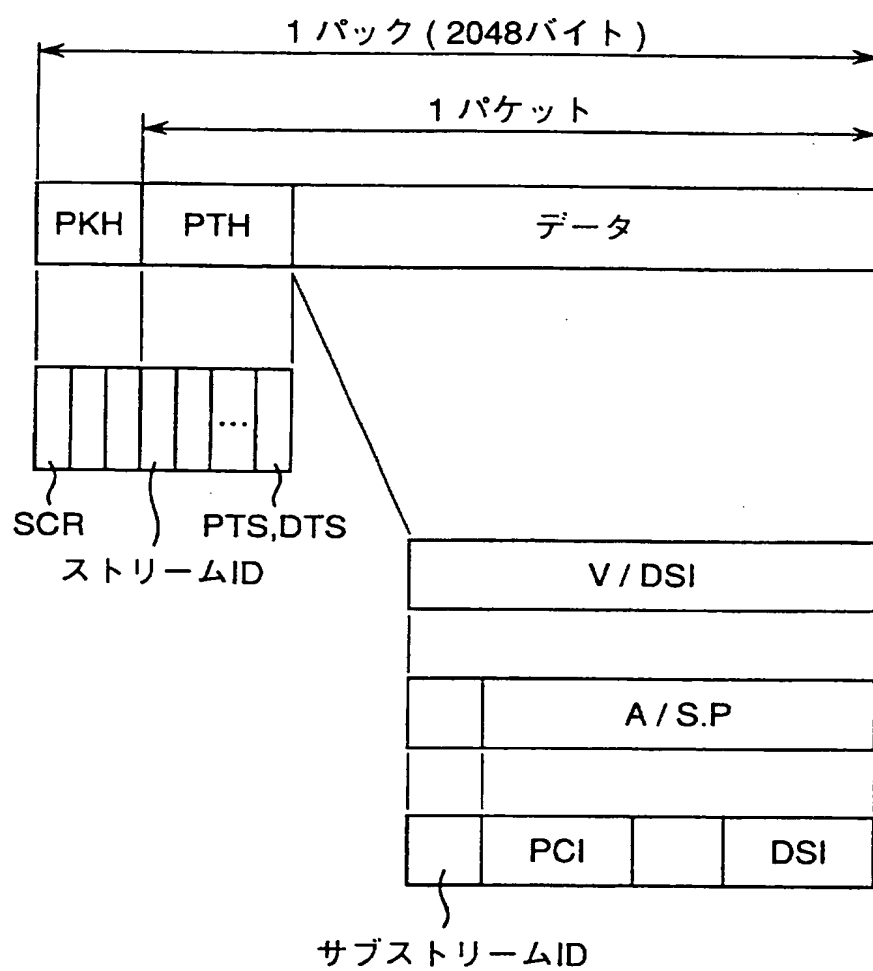 1 パック ( 2048バイト )
1 パケット
PKH PTH データ
...
SCR PTS,DTS
ストリームID
V / DSI
A / S.P
PCI DSI
サブストリームID